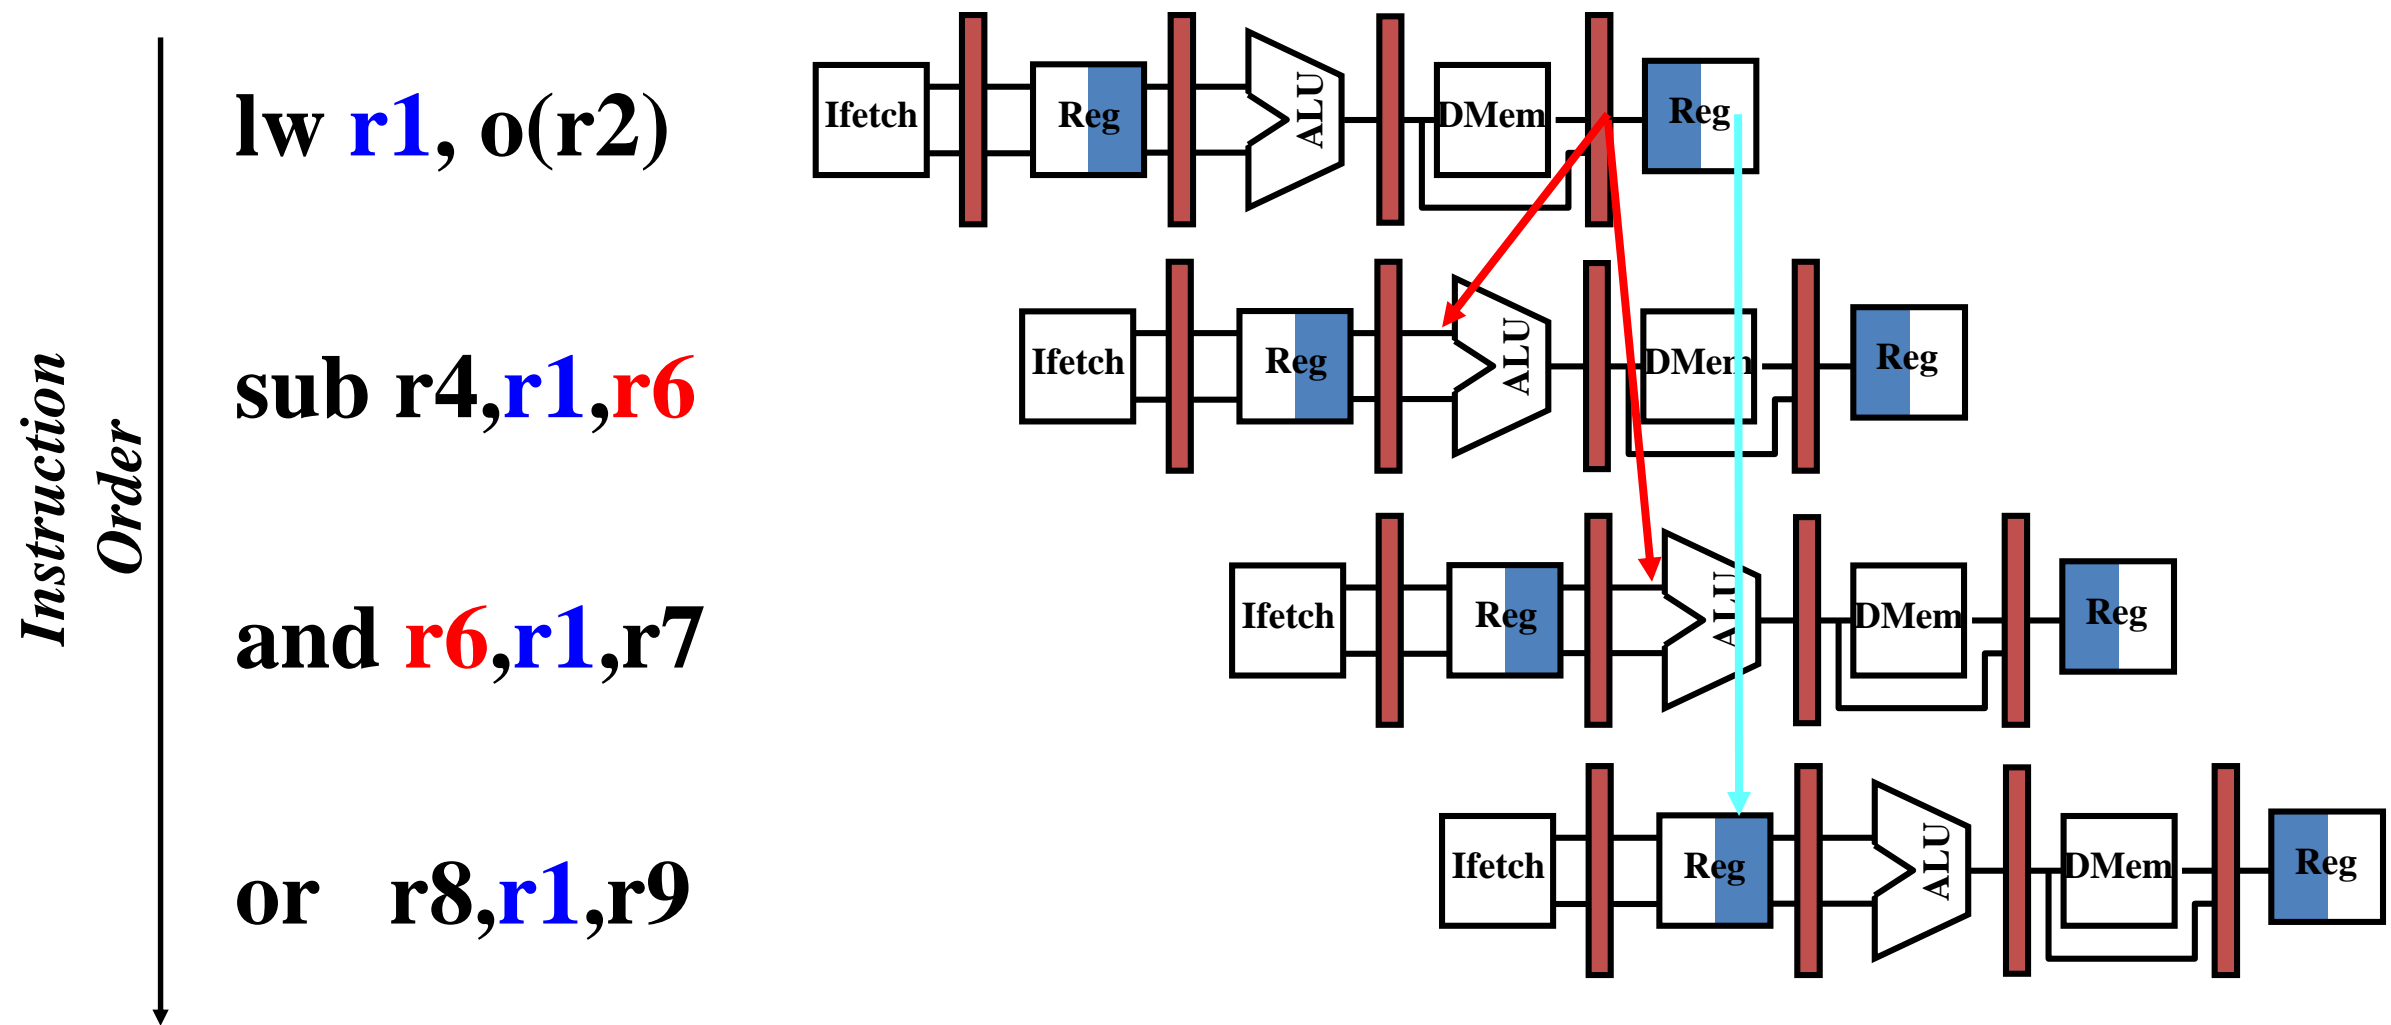 Instruction
Order
lw r1, o(r2)
Ifetch Reg ALU DMem Reg
sub r4,r1,r6
Ifetch Reg ALU DMem Reg
and r6,r1,r7
Ifetch Reg ALU DMem Reg
or r8,r1,r9
Ifetch Reg ALU DMem Reg